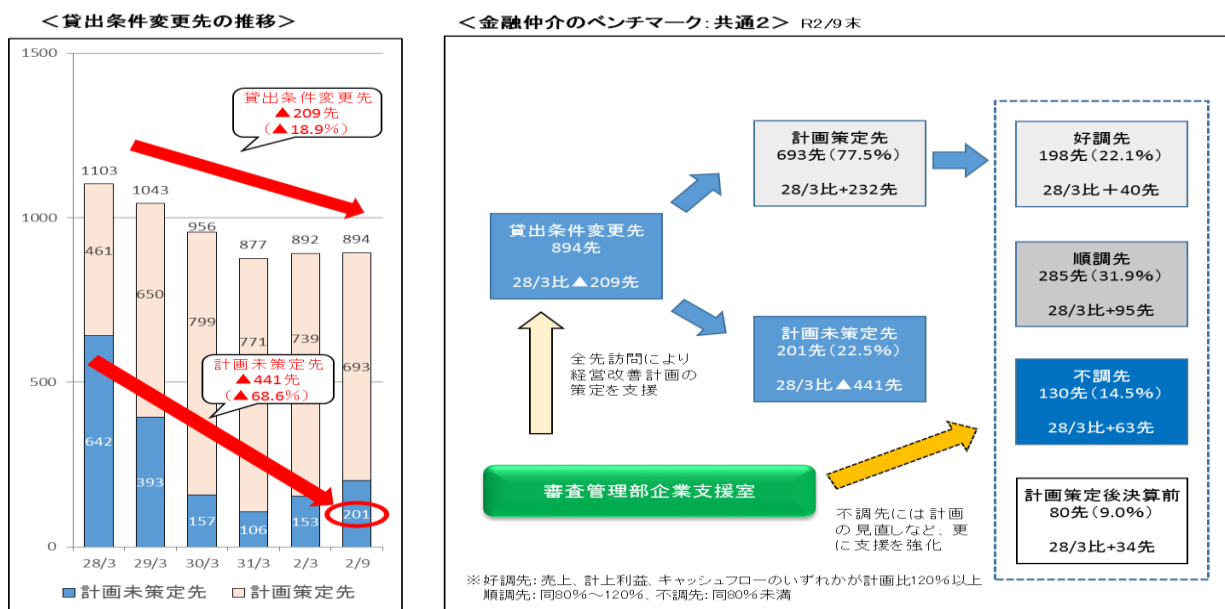 ＜貸出条件変更先の推移＞
1500
1000
500
0
貸出条件変更先
▲209先
(▲18.9%)
1103
1043
956
877
892
894
461
650
799
771
739
693
計画未策定先
▲441先
(▲68.6%)
642
393
157
106
153
201
28/3
29/3
30/3
31/3
2/3
2/9
計画未策定先
計画策定先
＜金融仲介のベンチマーク：共通２＞ R2/9末
貸出条件変更先
894先
28/3比▲209先
計画策定先
693先(77.5%)
28/3比+232先
計画未策定先
201先(22.5%)
28/3比▲441先
全先訪問により
経営改善計画の
策定を支援
審査管理部企業支援室
好調先
198先(22.1%)
28/3比＋40先
順調先
285先(31.9%)
28/3比+95先
不調先
130先(14.5%)
28/3比+63先
計画策定後決算前
80先(9.0%)
28/3比+34先
不調先には計画
の見直しなど、更
に支援を強化
※好調先：売上、計上利益、キャッシュフローのいずれかが計画比120%以上
順調先：同80%～120%、不調先：同80%未満